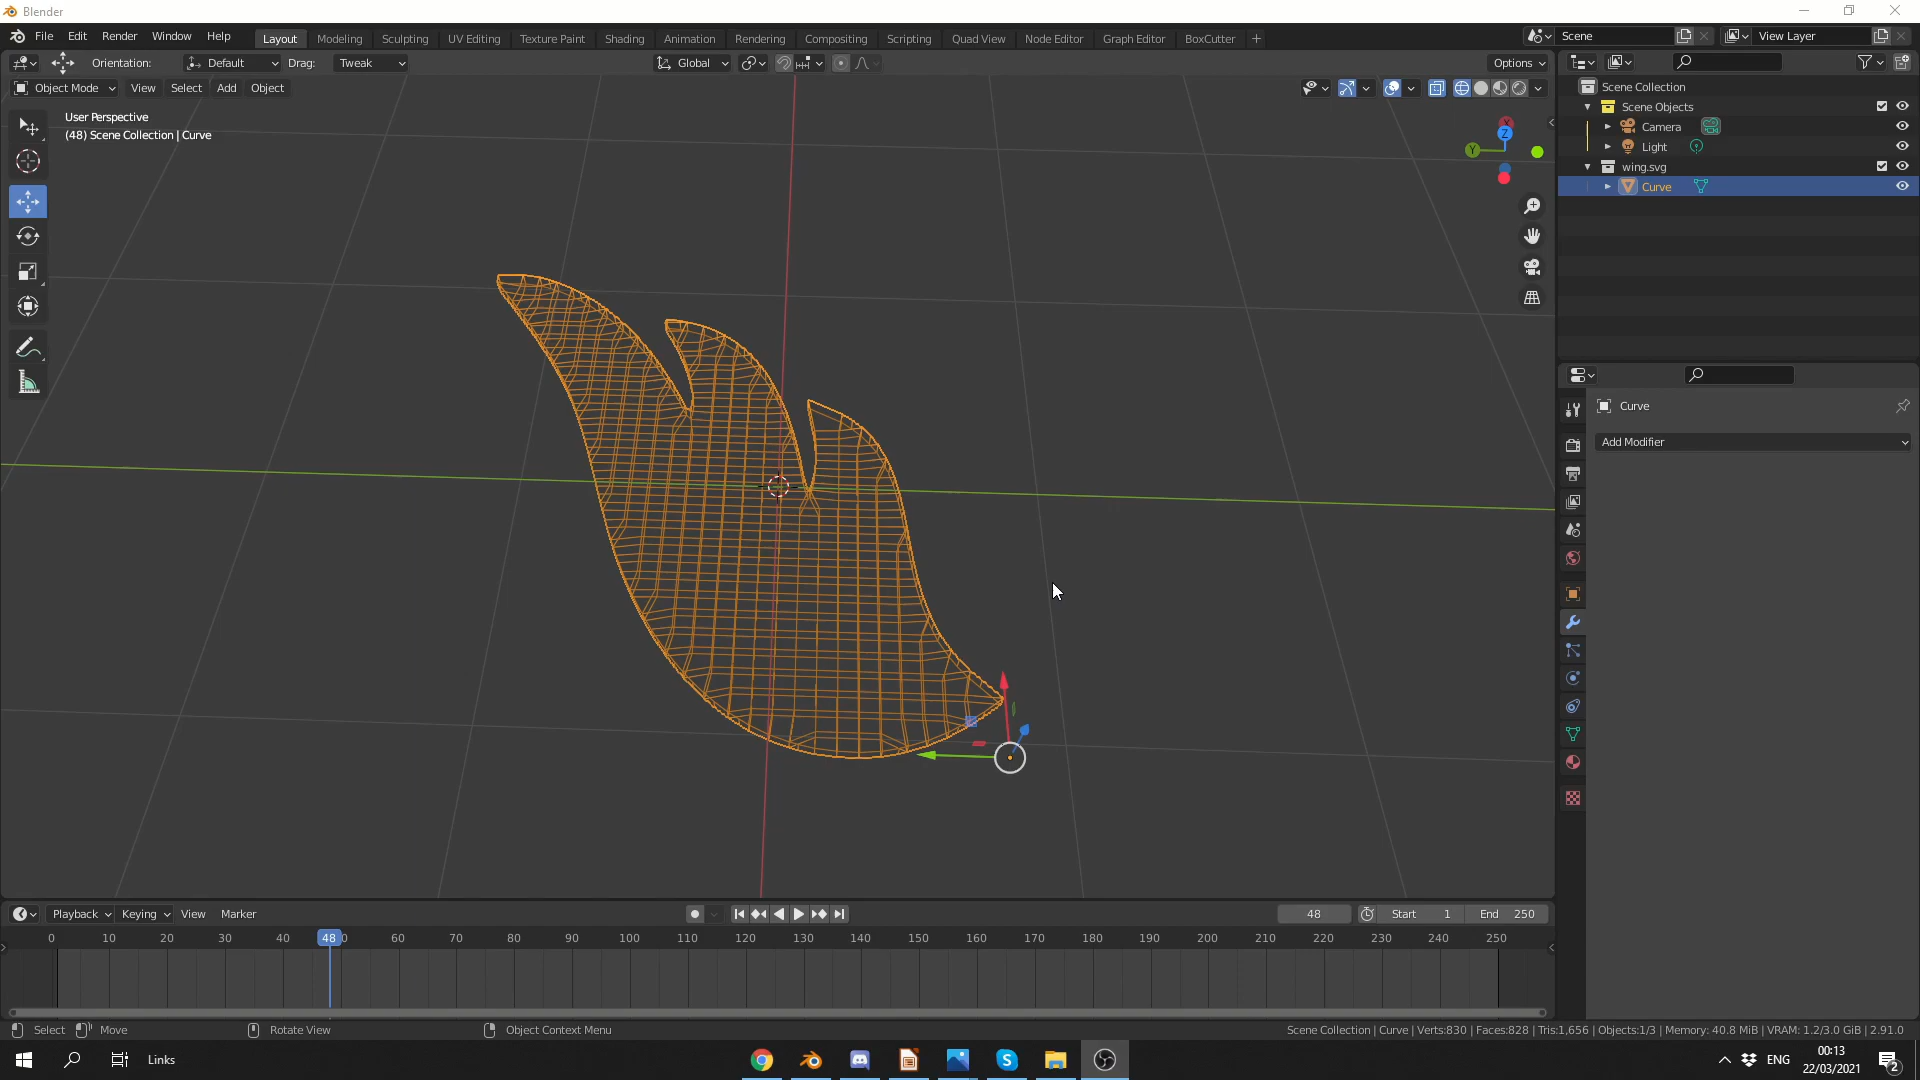 Blender
File Edit Render Window Help
Layout Modeling Sculpting UV Editing Texture Paint Shading Animation Rendering Compositing Scripting Quad View Node Editor Graph Editor BoxCutter +
Scene
View Layer
Orientation: Default Drag: Tweak
Global
Options
Object Mode View Select Add Object
User Perspective
(48) Scene Collection | Curve
X
Z
Y
Scene Collection
Scene Objects
Camera
Light
wing.svg
Curve
Curve
Add Modifier
Playback Keying View Marker
48 Start 1 End 250
0 10 20 30 40 48 0 60 70 80 90 100 110 120 130 140 150 160 170 180 190 200 210 220 230 240 250
Select Move Rotate View Object Context Menu
Scene Collection | Curve | Verts:830 | Faces:828 | Tris:1,656 | Objects:1/3 | Memory: 40.8 MiB | VRAM: 1.2/3.0 GiB | 2.91.0
Links
ENG
00:13
22/03/2021
2